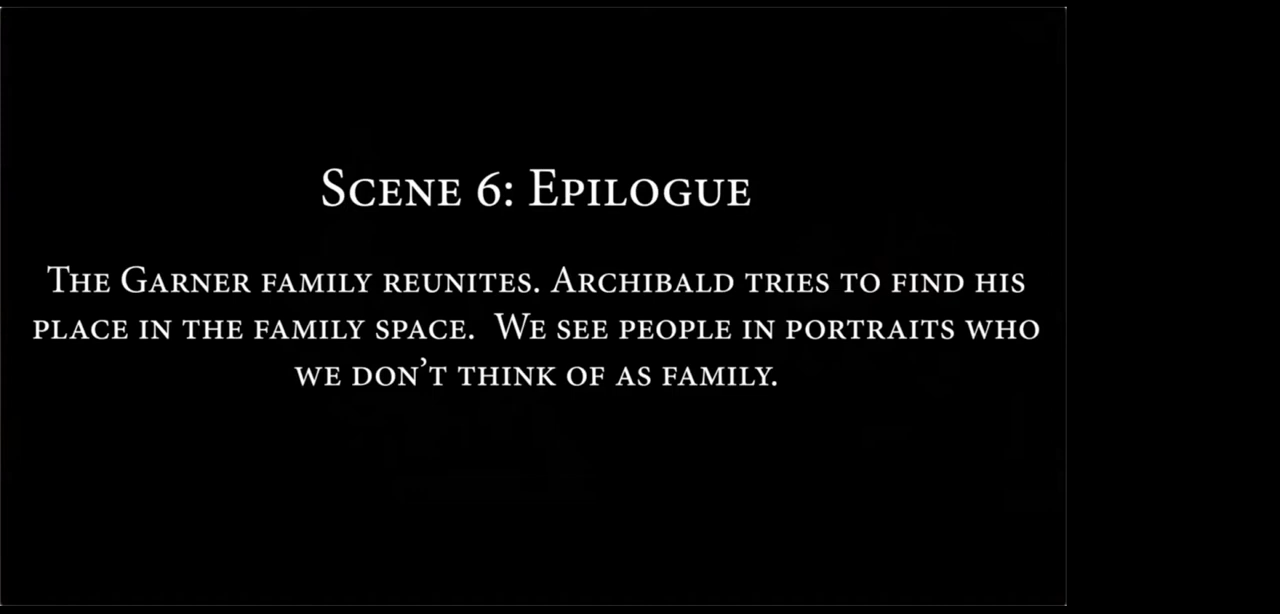 Scene 6: Epilogue
The Garner family reunites. Archibald tries to find his
place in the family space.  We see people in portraits who
we don’t think of as family.